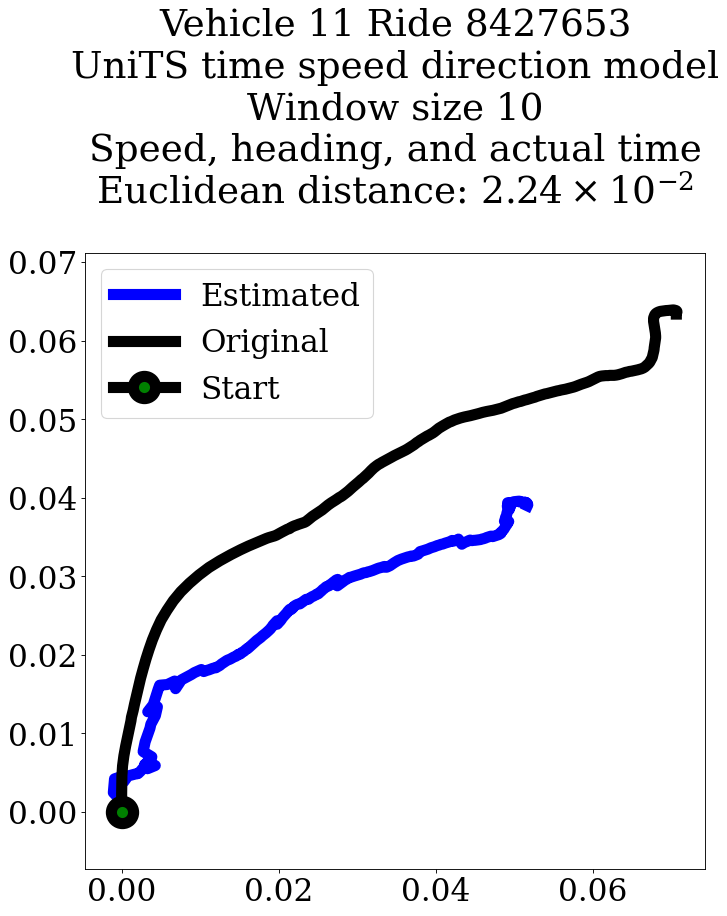 Vehicle 11 Ride 8427653
UniTS time speed direction model
Window size 10
Speed, heading, and actual time
Euclidean distance: $2.24 \times 10^{-2}$
0.07
0.06
0.05
0.04
0.03
0.02
0.01
0.00
Estimated
Original
Start
0.00 0.02 0.04 0.06